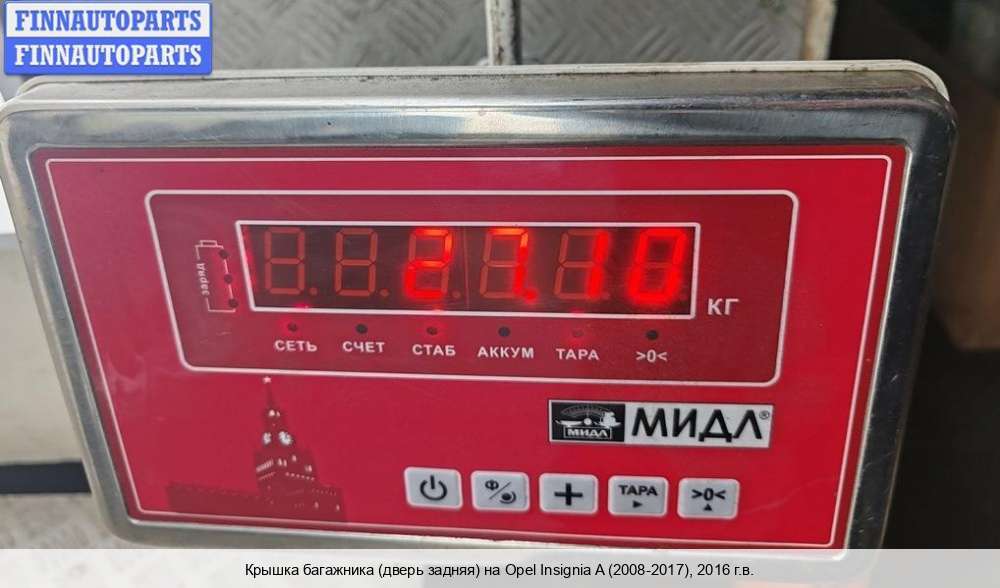 FINNAUTOPARTS
FINNAUTOPARTS
заряд
27.10
КГ
СЕТЬ СЧЕТ СТАБ АККУМ ТАРА >0<
МИДЛ МИДЛ®
Ф ТАРА >0<
Крышка багажника (дверь задняя) на Opel Insignia A (2008-2017), 2016 г.в.